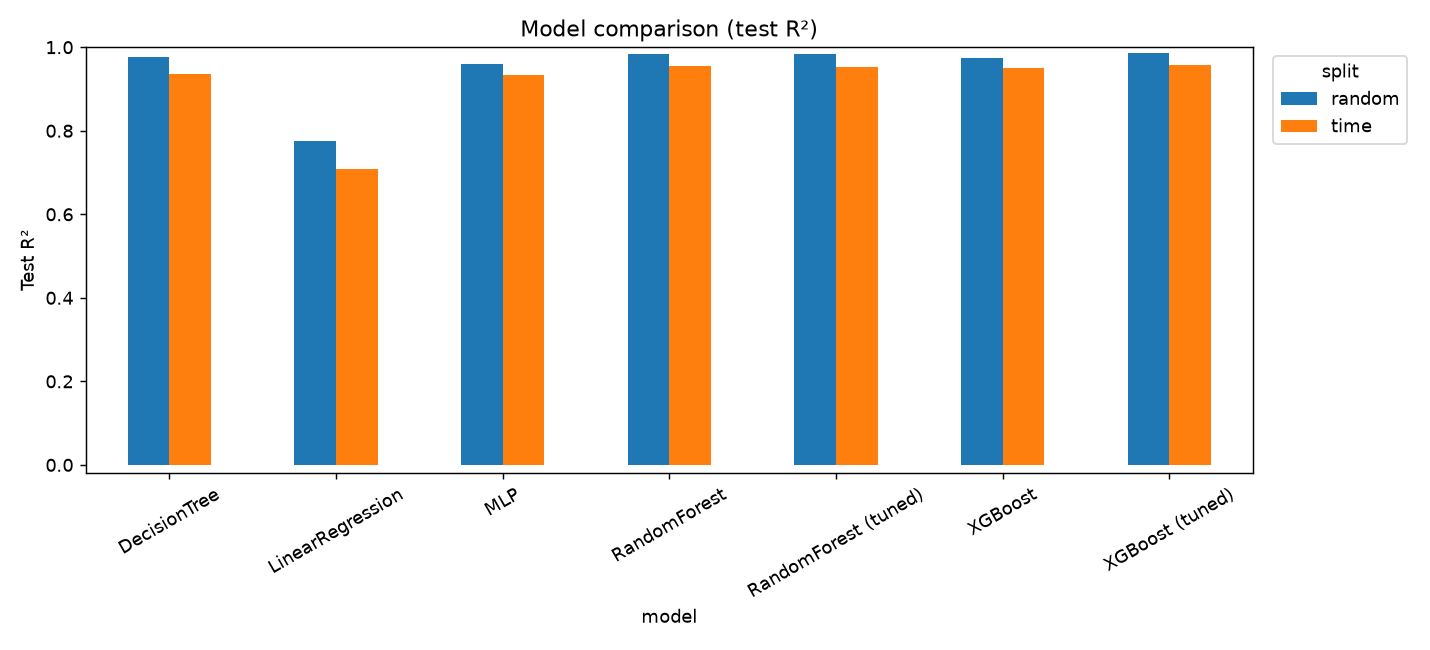 Model comparison (test R²)
Test R²
1.0
0.8
0.6
0.4
0.2
0.0
DecisionTree
LinearRegression
MLP
RandomForest
RandomForest (tuned)
XGBoost
XGBoost (tuned)
model
split
random
time